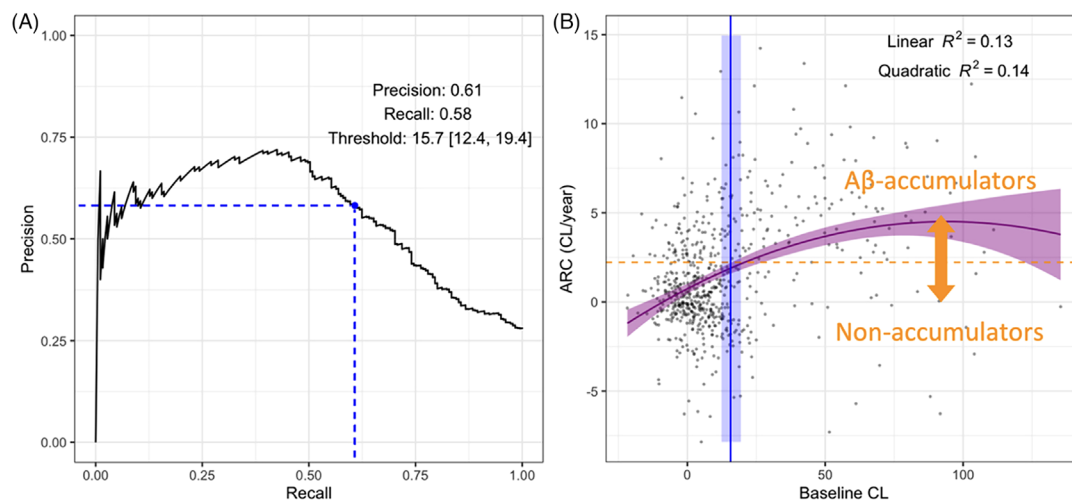 (A)
1.00
0.75
0.50
0.25
0.00
Precision
Precision: 0.61
Recall: 0.58
Threshold: 15.7 [12.4, 19.4]
0.00 0.25 0.50 0.75 1.00
Recall
(B)
15
10
5
0
-5
ARC (CL/year)
Linear R² = 0.13
Quadratic R² = 0.14
Aβ-accumulators
Non-accumulators
0 50 100
Baseline CL